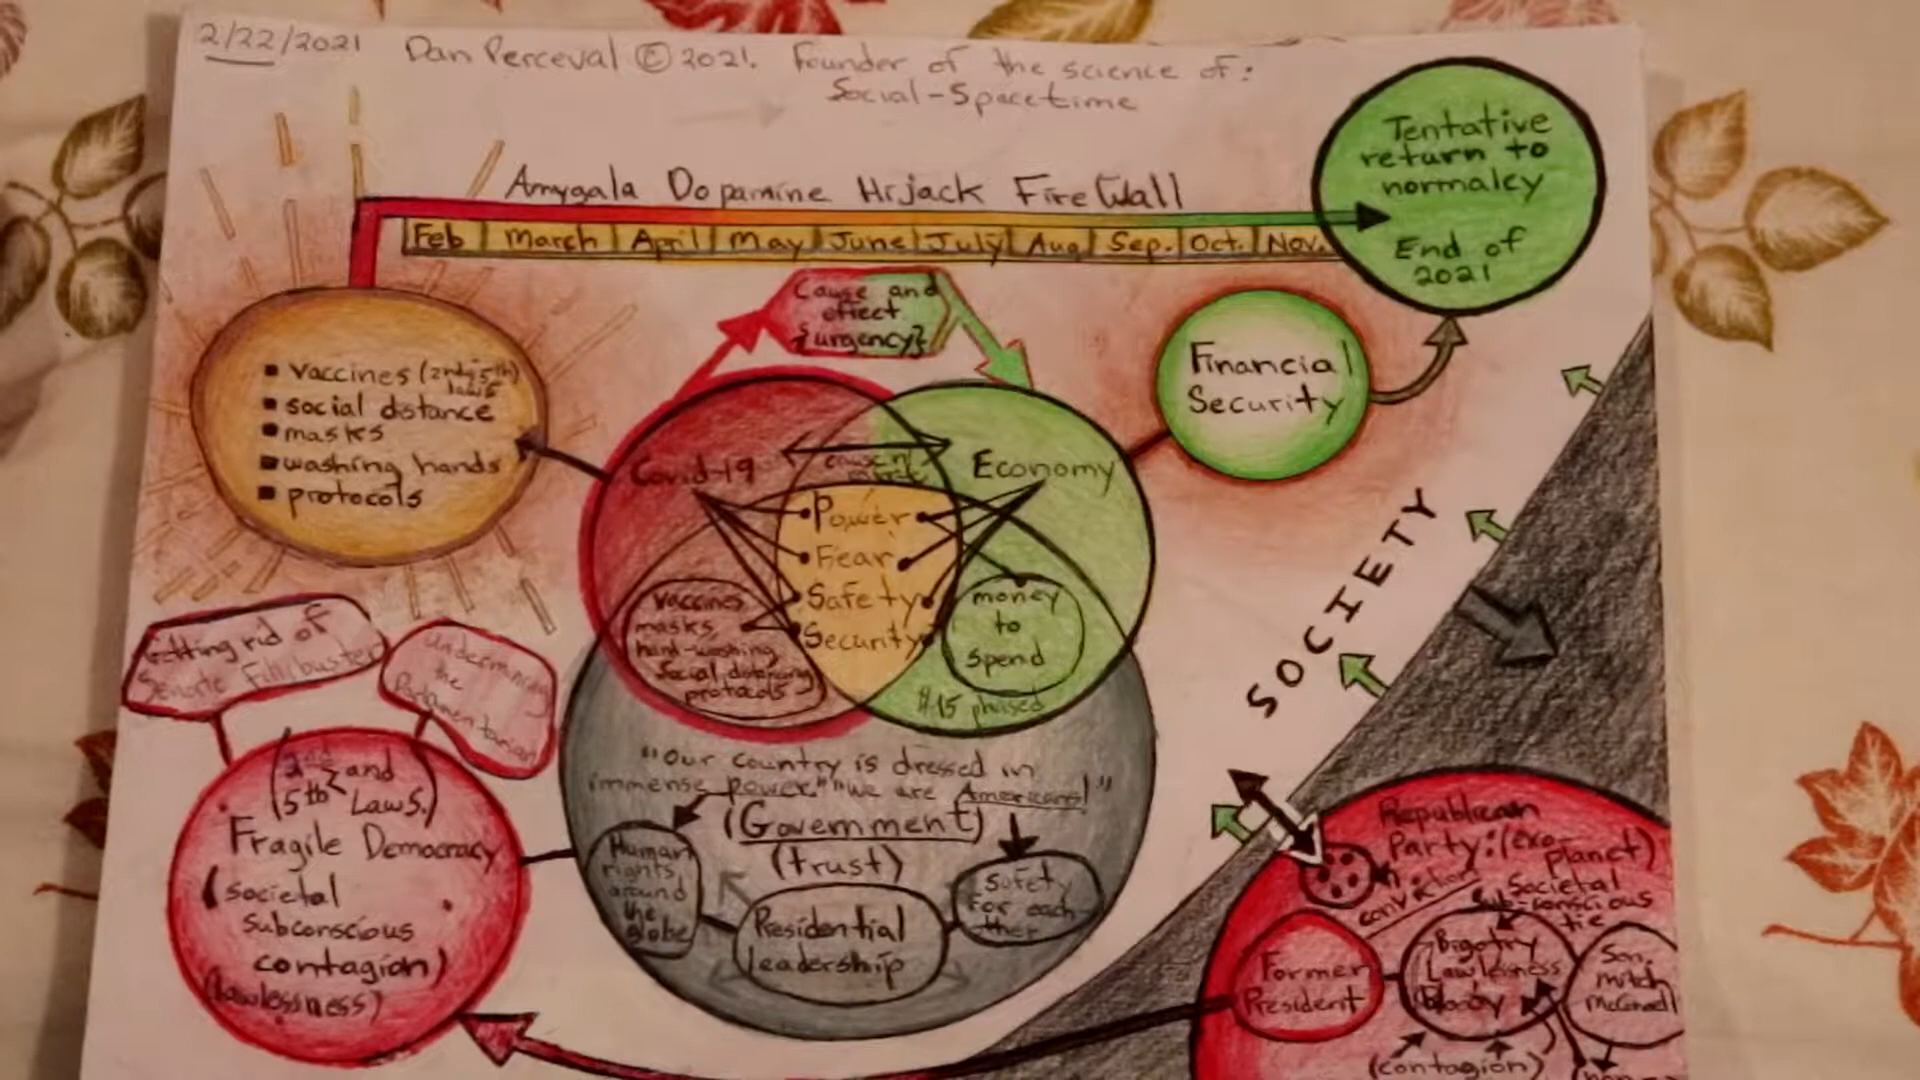 2/22/2021 Dan Perceval © 2021. Founder of the science of:
Social-Spacetime
Amygala Dopamine Hijack FireWall
Feb March April May June July Aug Sep. Oct. Nov.
Tentative
return to
normalcy
End of
2021
Cause and
effect
{urgency}
Financial
Security
▪ vaccines (2nd, 5th)
laws
▪ social distance
▪ masks
▪ washing hands
▪ protocols
Covid-19
Economy
Power
Fear
Safety
Security
vaccines
masks,
hand-washing
social distancing
protocols
money
to
spend
$15 phased
SOCIETY
Getting rid of
Senate Filibuster
undermining
the
Parliamentarian
(2nd and
5th Laws.)
Fragile Democracy
(societal
subconscious
contagion)
(lawlessness)
"Our country is dressed in
immense power" "we are Americans!"
(Government)
(trust)
Human
rights
around
the
globe
Presidential
leadership
Safety
For each
other
Republican
Party: (exo-
planet)
conviction
Societal
sub-conscious
tie
Former
President
Bigotry
Lawlessness
Sen.
mitch
(contagion)